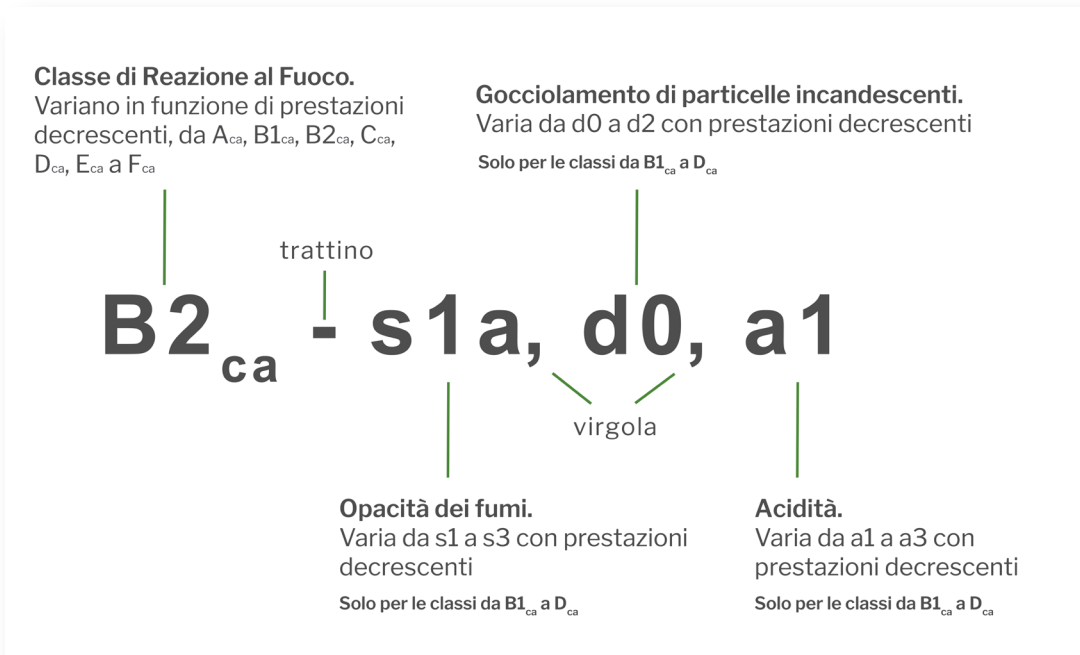 Classe di Reazione al Fuoco.
Variano in funzione di prestazioni
decrescenti, da Aca, B1ca, B2ca, Cca,
Dca, Eca a Fca
Gocciolamento di particelle incandescenti.
Varia da d0 a d2 con prestazioni decrescenti
Solo per le classi da B1ca a Dca
trattino
B2ca - s1a, d0, a1
virgola
Opacità dei fumi.
Varia da s1 a s3 con prestazioni
decrescenti
Solo per le classi da B1ca a Dca
Acidità.
Varia da a1 a a3 con
prestazioni decrescenti
Solo per le classi da B1ca a Dca